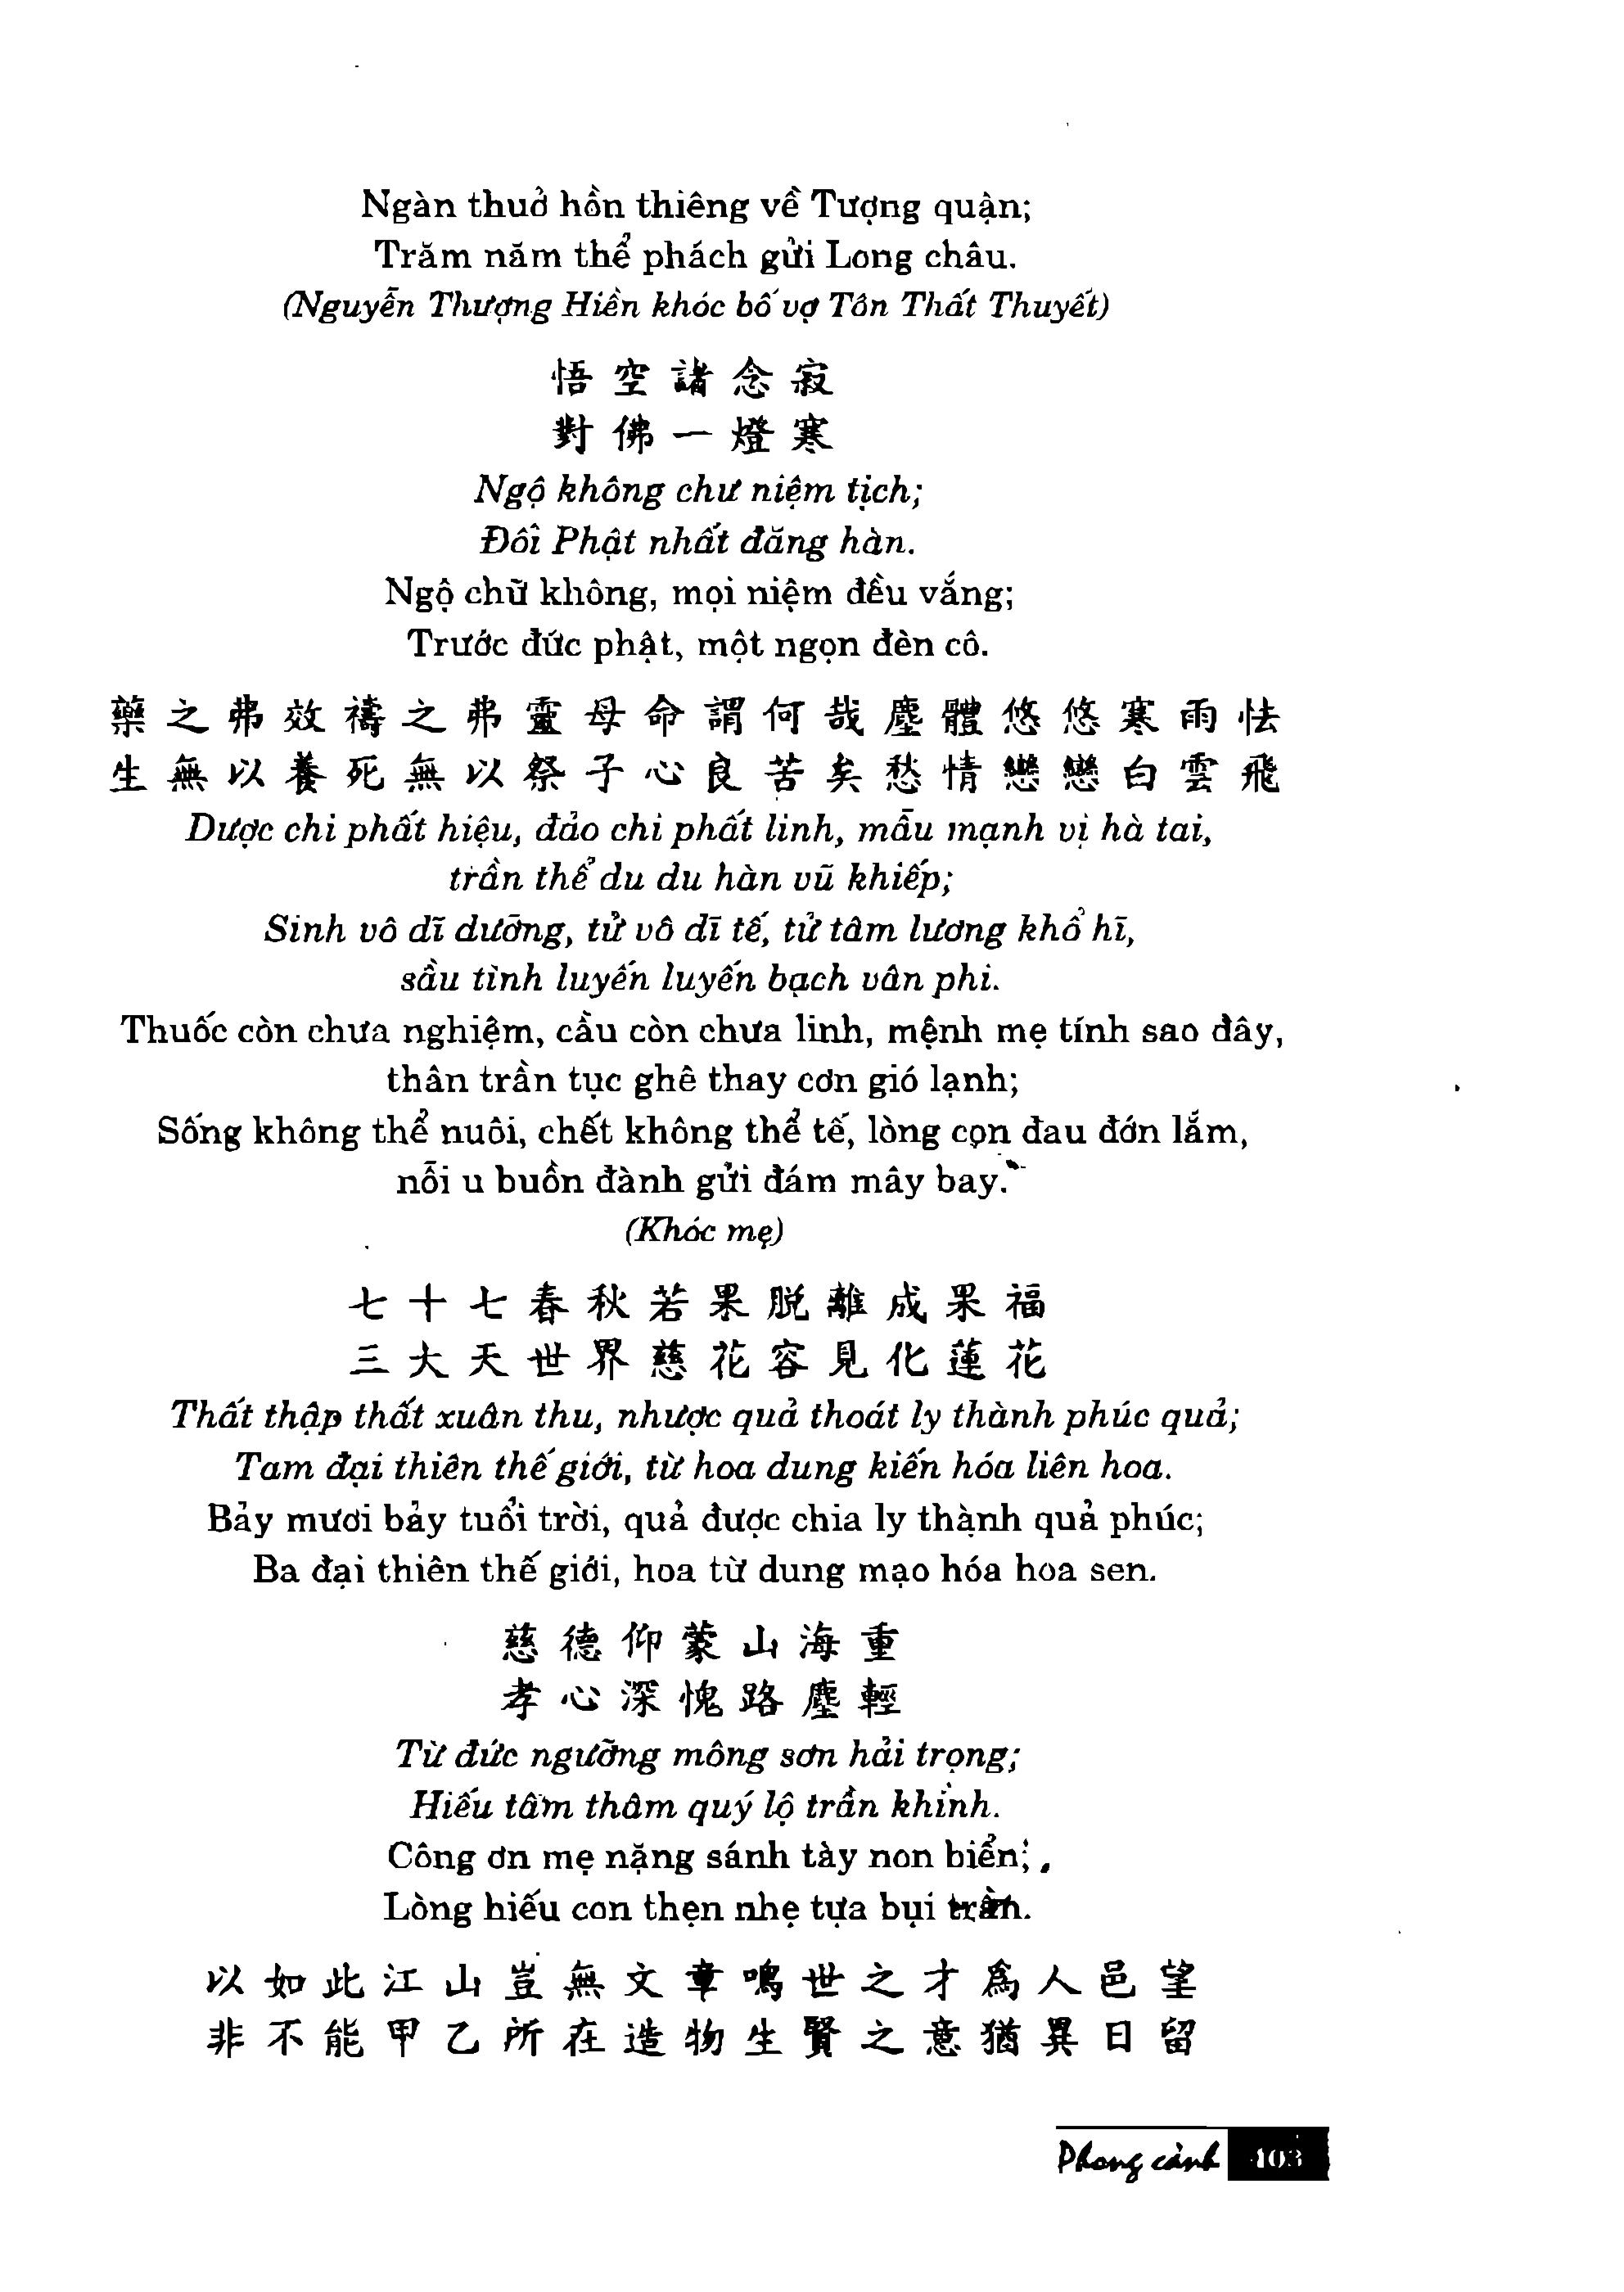 Ngàn thuở hồn thiêng về Tượng quận;
Trăm năm thể phách gửi Long châu.
(Nguyễn Thượng Hiền khóc bố vợ Tôn Thất Thuyết)
悟空諸念寂
對佛一燈寒
Ngộ không chư niệm tịch;
Đối Phật nhất đăng hàn.
Ngộ chữ không, mọi niệm đều vắng;
Trước đức phật, một ngọn đèn cô.
藥之弗效禱之弗靈母命謂何哉塵體悠悠寒雨怯
生無以養死無以祭子心良苦矣愁情戀戀白雲飛
Dược chi phất hiệu, đảo chi phất linh, mẫu mạnh vị hà tai,
trần thể du du hàn vũ khiếp;
Sinh vô dĩ dưỡng, tử vô dĩ tế, tử tâm lương khổ hĩ,
sầu tình luyến luyến bạch vân phi.
Thuốc còn chưa nghiệm, cầu còn chưa linh, mệnh mẹ tính sao đây,
thân trần tục ghê thay cơn gió lạnh;
Sống không thể nuôi, chết không thể tế, lòng con đau đớn lắm,
nỗi u buồn đành gửi đám mây bay.
(Khóc mẹ)
七十七春秋若果脱離成果福
三大天世界慈花容見化蓮花
Thất thập thất xuân thu, nhược quả thoát ly thành phúc quả;
Tam đại thiên thế giới, từ hoa dung kiến hóa liên hoa.
Bảy mươi bảy tuổi trời, quả được chia ly thành quả phúc;
Ba đại thiên thế giới, hoa từ dung mạo hóa hoa sen.
慈德仰蒙山海重
孝心深愧路塵輕
Từ đức ngưỡng mông sơn hải trọng;
Hiếu tâm thâm quý lộ trần khinh.
Công ơn mẹ nặng sánh tày non biển;
Lòng hiếu con thẹn nhẹ tựa bụi trần.
以如此江山豈無文章鳴世之才爲人邑望
非不能甲乙所在造物生賢之意猶異日留
Phong cảnh 403